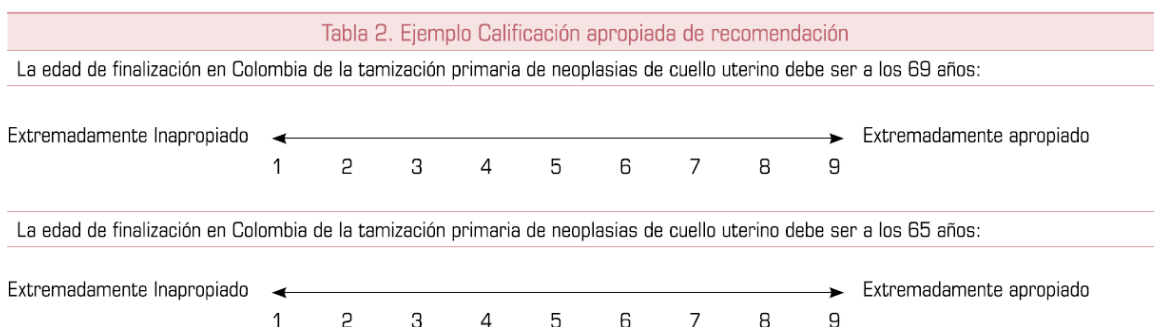 Tabla 2. Ejemplo Calificación apropiada de recomendación
La edad de finalización en Colombia de la tamización primaria de neoplasias de cuello uterino debe ser a los 69 años:
Extremadamente Inapropiado Extremadamente apropiado
1 2 3 4 5 6 7 8 9
La edad de finalización en Colombia de la tamización primaria de neoplasias de cuello uterino debe ser a los 65 años:
Extremadamente Inapropiado Extremadamente apropiado
1 2 3 4 5 6 7 8 9